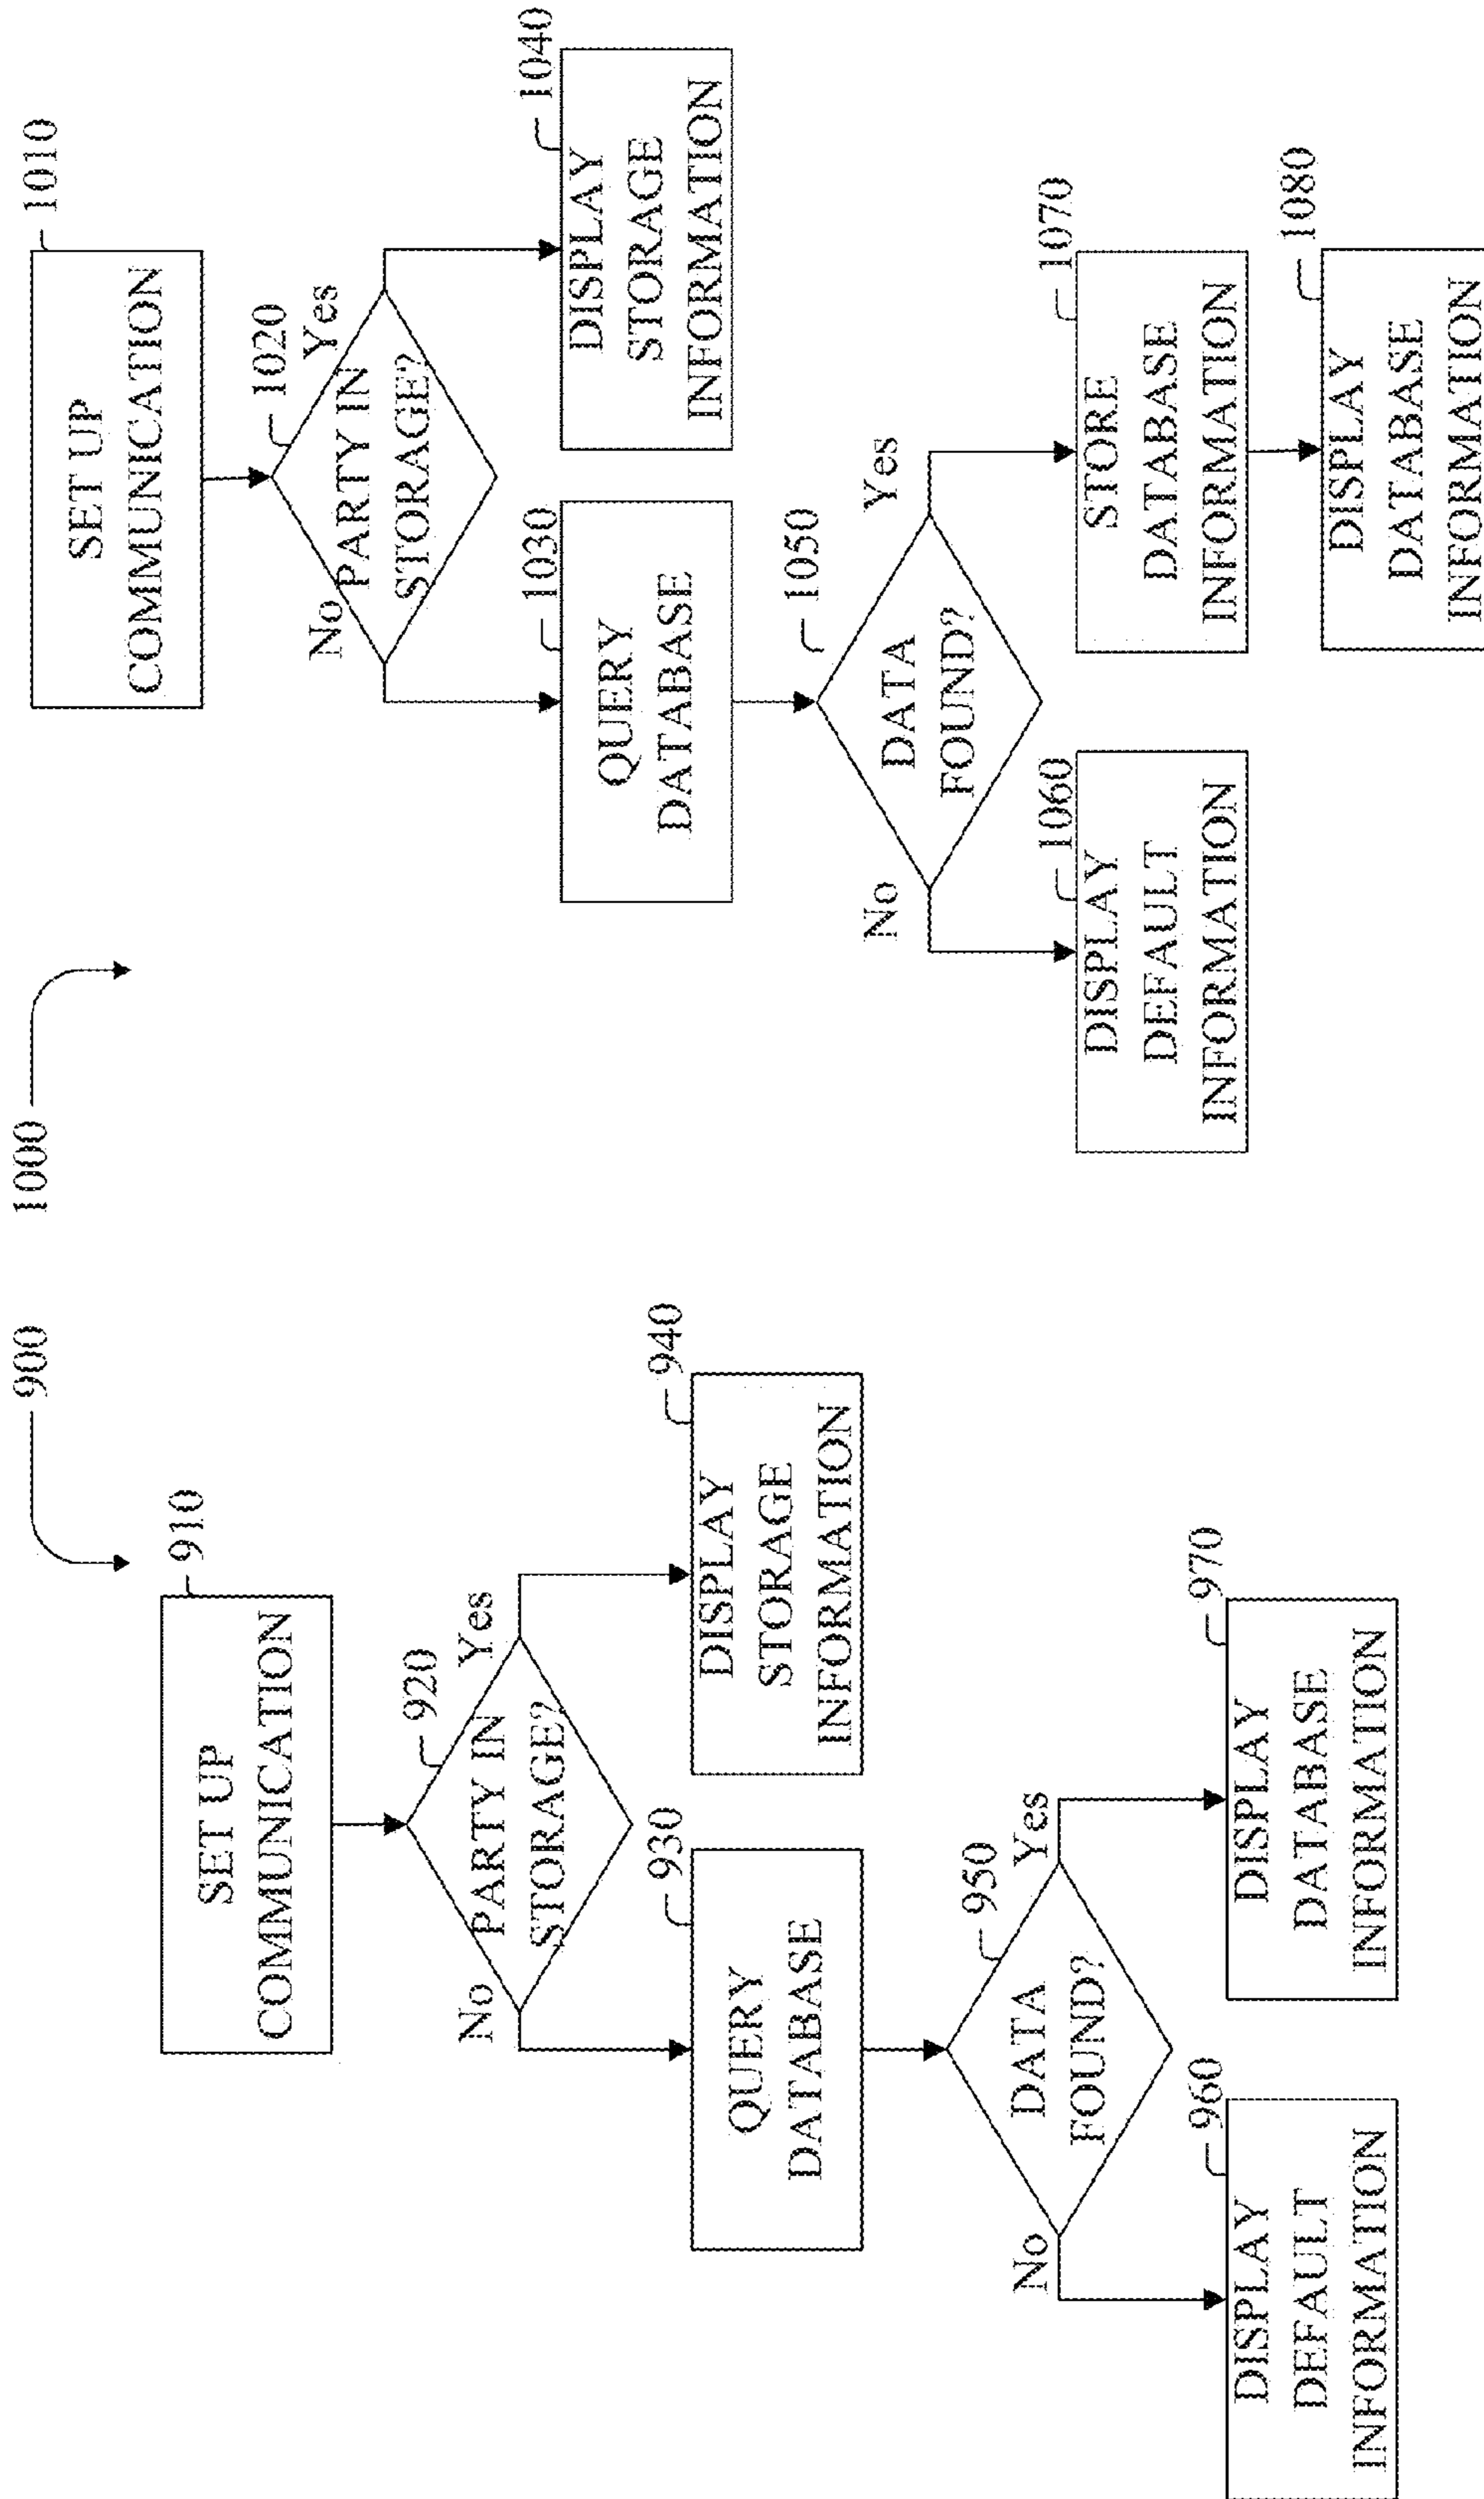 900
910
SET UP
COMMUNICATION
920
No
Yes
PARTY IN
STORAGE?
930
QUERY
DATABASE
940
DISPLAY
STORAGE
INFORMATION
950
No
Yes
DATA
FOUND?
960
DISPLAY
DEFAULT
INFORMATION
970
DISPLAY
DATABASE
INFORMATION
1000
1010
SET UP
COMMUNICATION
1020
No
Yes
PARTY IN
STORAGE?
1030
QUERY
DATABASE
1040
DISPLAY
STORAGE
INFORMATION
1050
No
Yes
DATA
FOUND?
1060
DISPLAY
DEFAULT
INFORMATION
1070
STORE
DATABASE
INFORMATION
1080
DISPLAY
DATABASE
INFORMATION